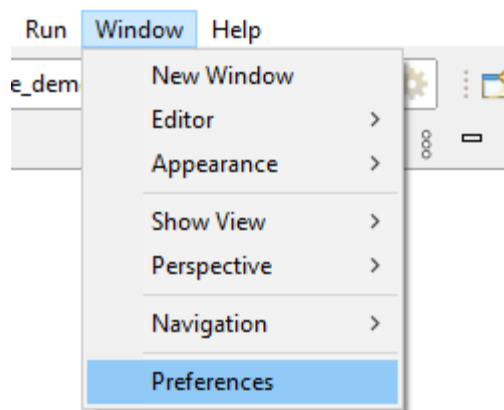 Run Window Help
e_dem
New Window
Editor
Appearance
Show View
Perspective
Navigation
Preferences